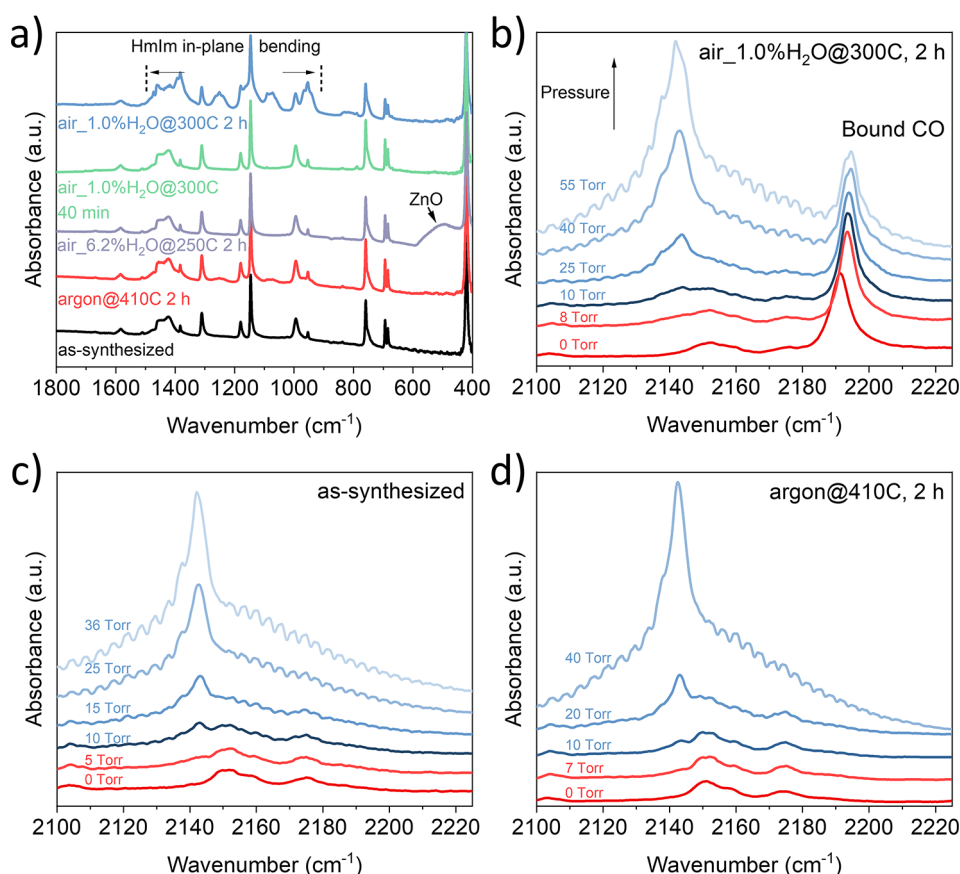 a)
HmIm in-plane bending
air_1.0%H₂O@300C 2 h
air_1.0%H₂O@300C
40 min
ZnO
air_6.2%H₂O@250C 2 h
argon@410C 2 h
as-synthesized
Absorbance (a.u.)
1800 1600 1400 1200 1000 800 600 400
Wavenumber (cm⁻¹)
b)
air_1.0%H₂O@300C, 2 h
Pressure
Bound CO
55 Torr
40 Torr
25 Torr
10 Torr
8 Torr
0 Torr
Absorbance (a.u.)
2100 2120 2140 2160 2180 2200 2220
Wavenumber (cm⁻¹)
c)
as-synthesized
36 Torr
25 Torr
15 Torr
10 Torr
5 Torr
0 Torr
Absorbance (a.u.)
2100 2120 2140 2160 2180 2200 2220
Wavenumber (cm⁻¹)
d)
argon@410C, 2 h
40 Torr
20 Torr
10 Torr
7 Torr
0 Torr
Absorbance (a.u.)
2100 2120 2140 2160 2180 2200 2220
Wavenumber (cm⁻¹)